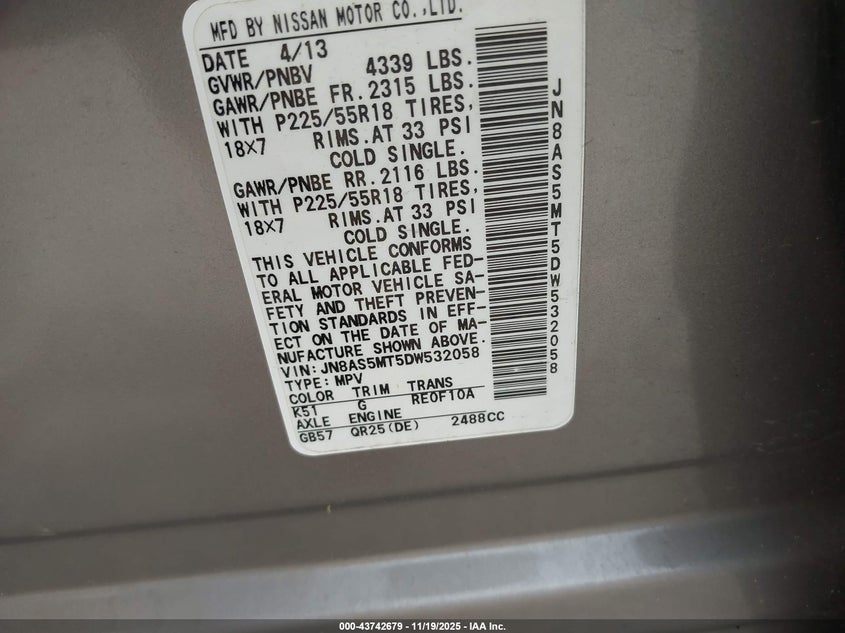 MFD BY NISSAN MOTOR CO.,LTD.
DATE 4/13
GVWR/PNBV 4339 LBS.
GAWR/PNBE FR.2315 LBS.
WITH P225/55R18 TIRES,
18X7 RIMS.AT 33 PSI
COLD SINGLE.
GAWR/PNBE RR.2116 LBS.
WITH P225/55R18 TIRES,
18X7 RIMS.AT 33 PSI
COLD SINGLE.
THIS VEHICLE CONFORMS
TO ALL APPLICABLE FED-
ERAL MOTOR VEHICLE SA-
FETY AND THEFT PREVEN-
TION STANDARDS IN EFF-
ECT ON THE DATE OF MA-
NUFACTURE SHOWN ABOVE.
VIN:JN8AS5MT5DW532058
TYPE:MPV
COLOR TRIM TRANS
K51 G RE0F10A
AXLE ENGINE
GB57 QR25(DE) 2488CC
JN8AS5MT5DW532058
000-43742679 - 11/19/2025 - IAA Inc.